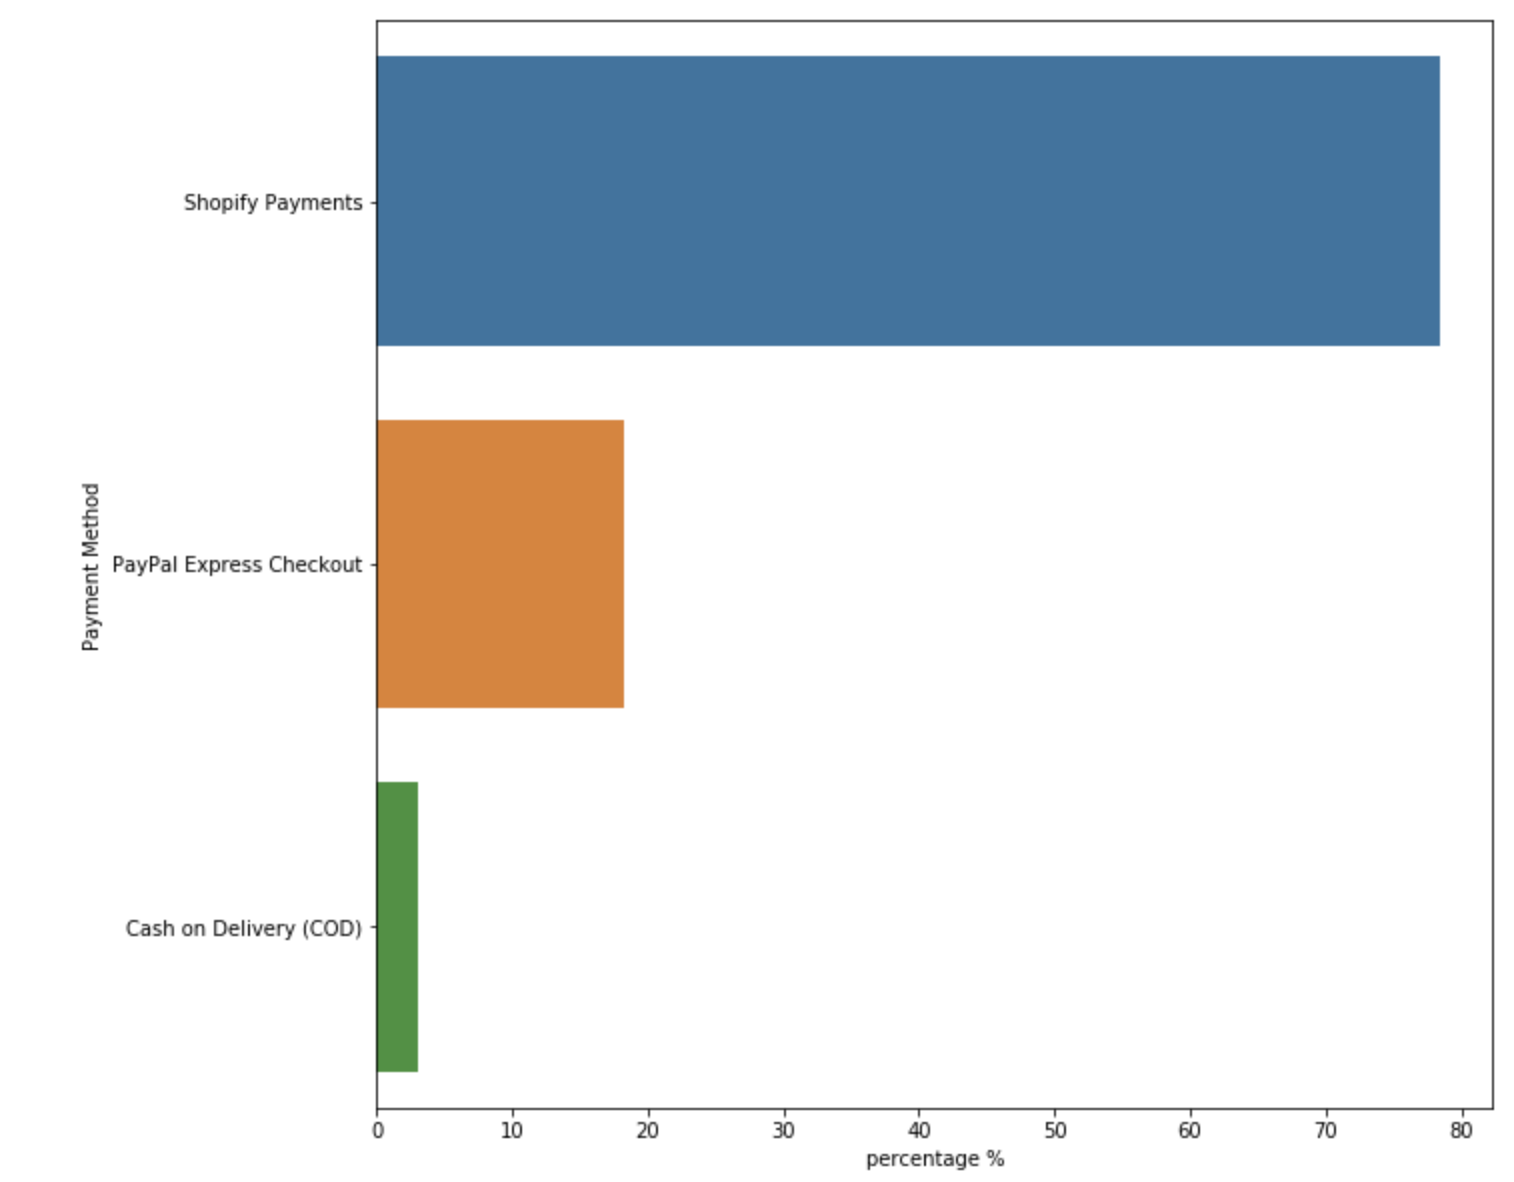 Shopify Payments
PayPal Express Checkout
Cash on Delivery (COD)
Payment Method
0 10 20 30 40 50 60 70 80
percentage %